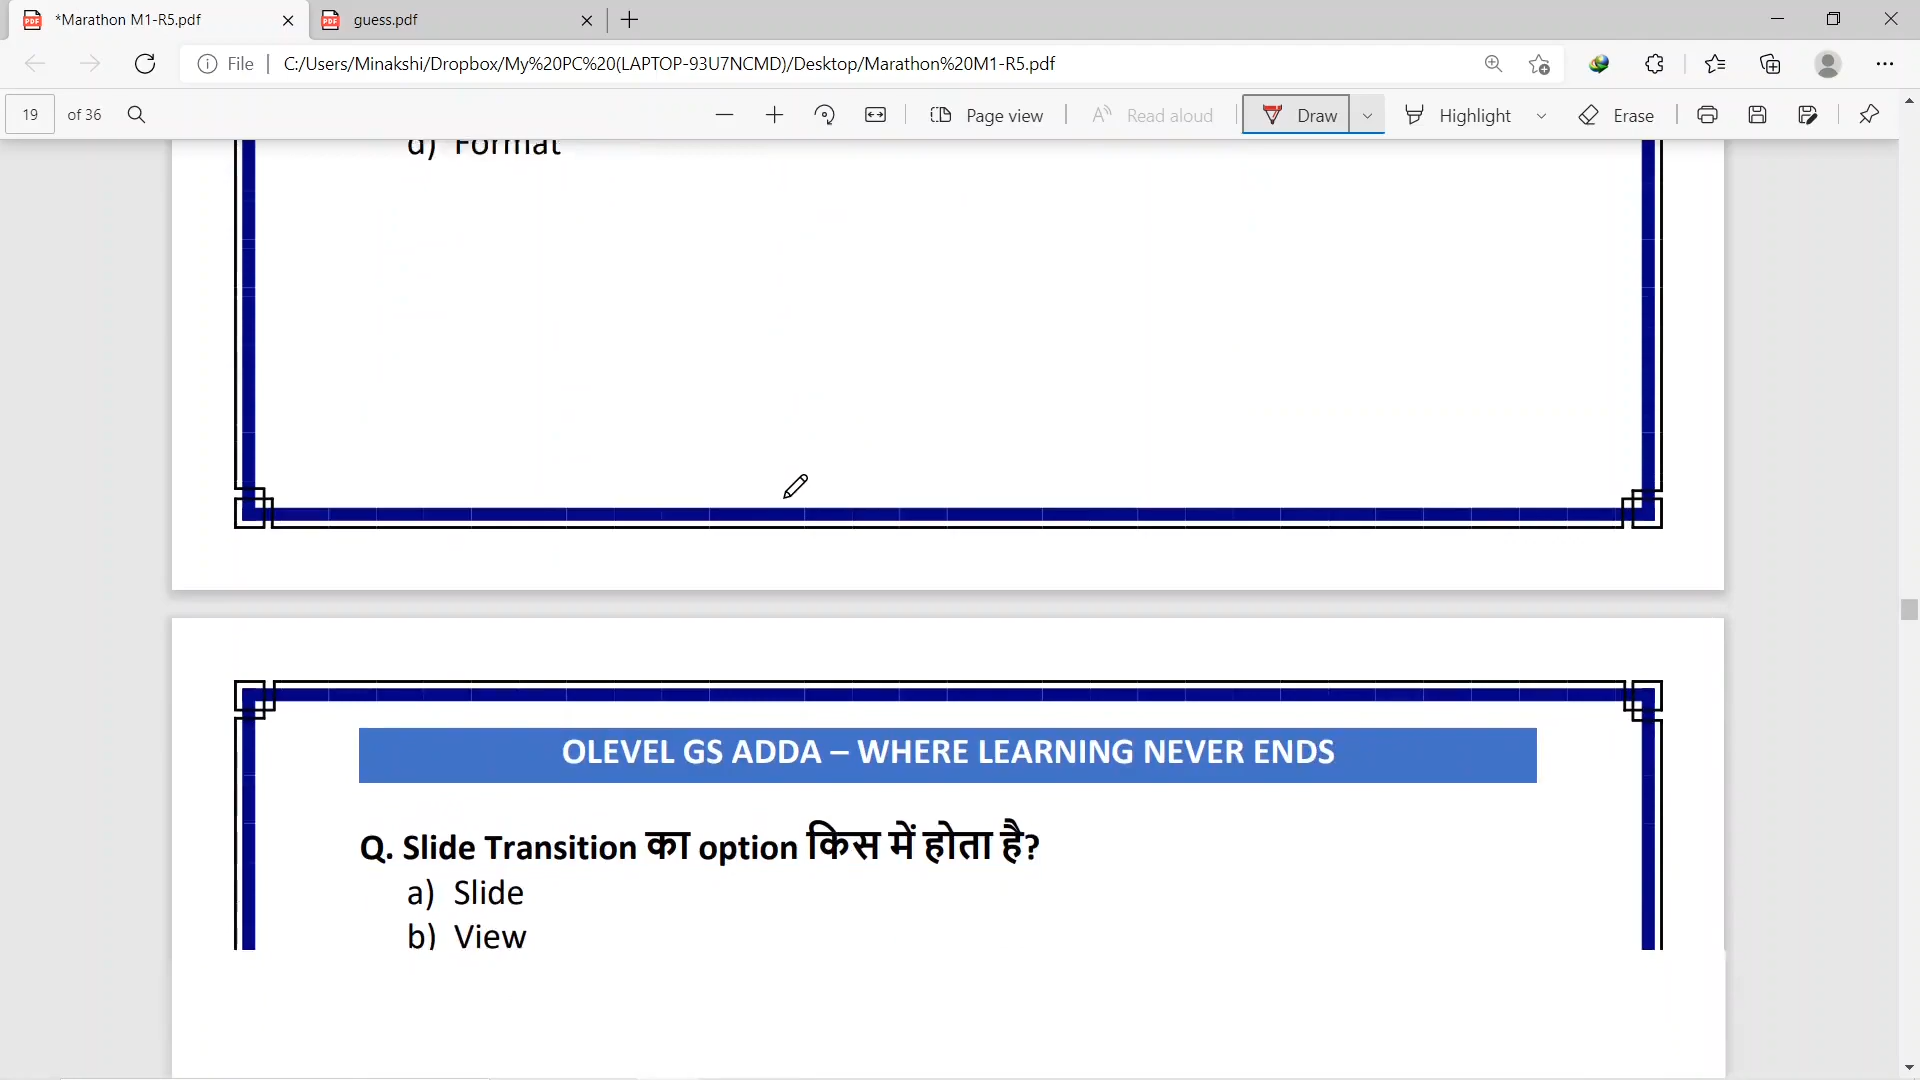 *Marathon M1-R5.pdf
guess.pdf
File
C:/Users/Minakshi/Dropbox/My%20PC%20(LAPTOP-93U7NCMD)/Desktop/Marathon%20M1-R5.pdf
19 of 36
Page view
Read aloud
Draw
Highlight
Erase
d) Format
OLEVEL GS ADDA – WHERE LEARNING NEVER ENDS
Q. Slide Transition का option किस में होता है?
a) Slide
b) View